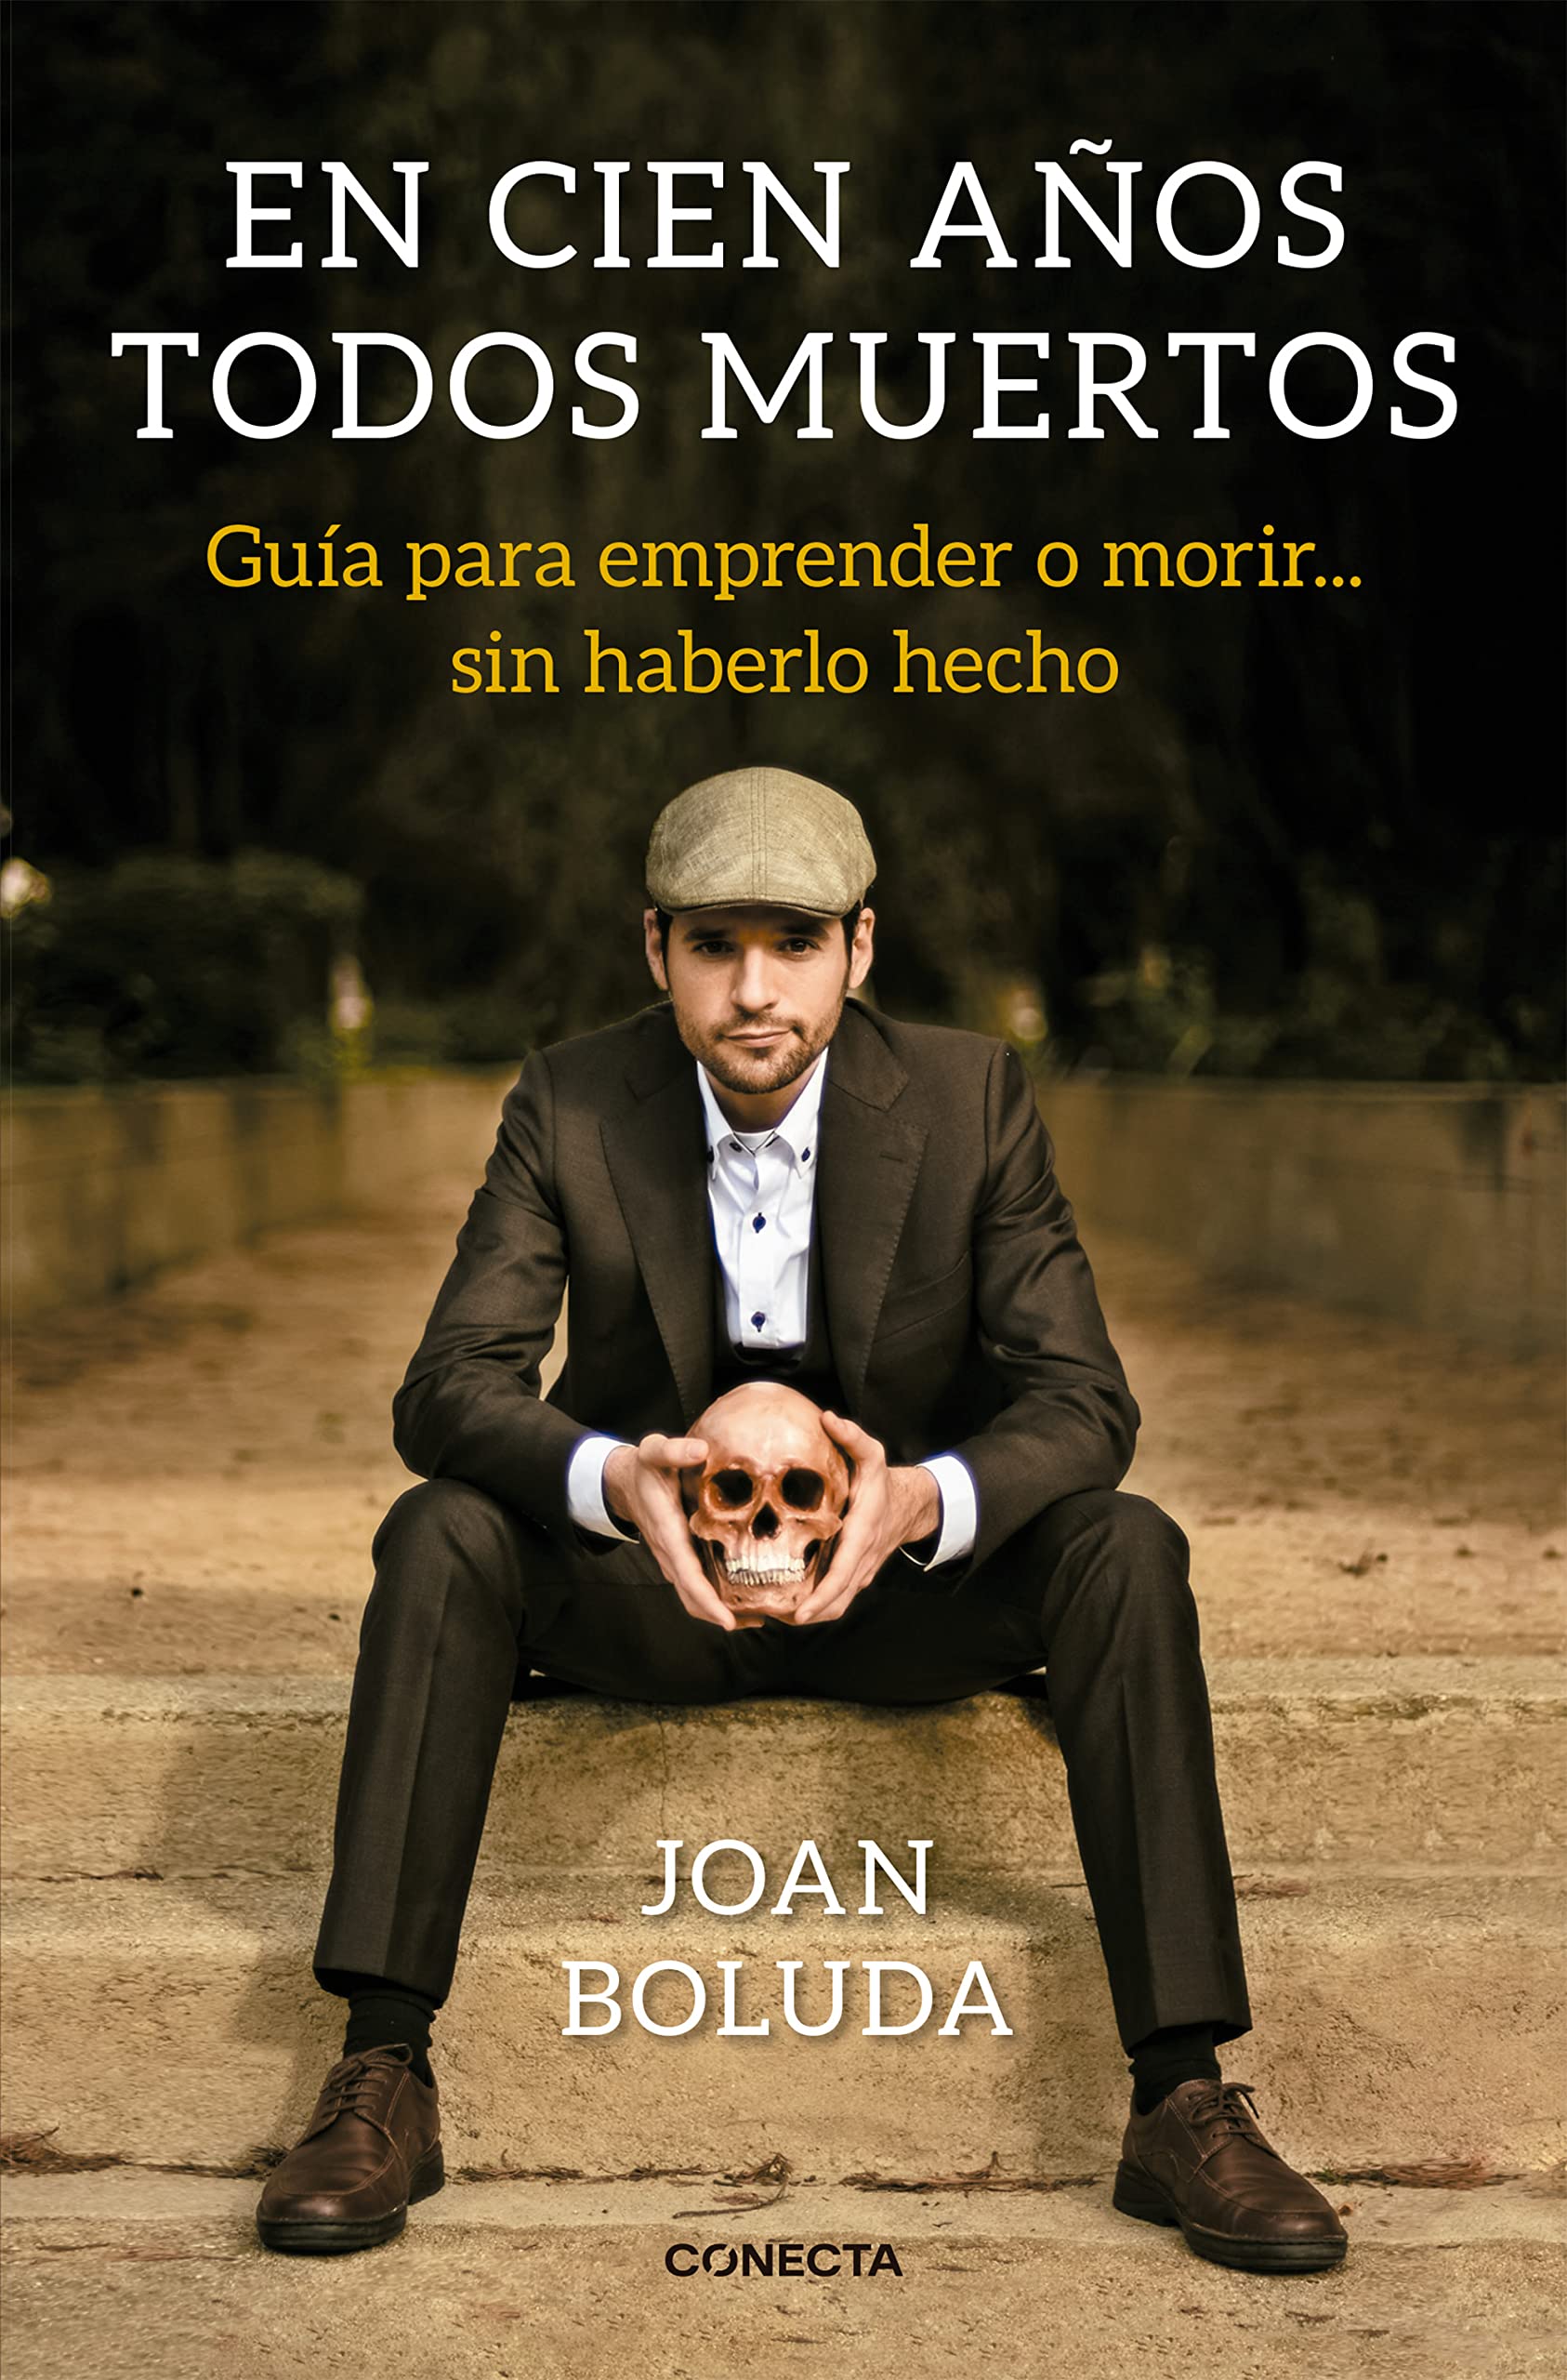 EN CIEN AÑOS
TODOS MUERTOS
Guía para emprender o morir...
sin haberlo hecho
JOAN
BOLUDA
CONECTA